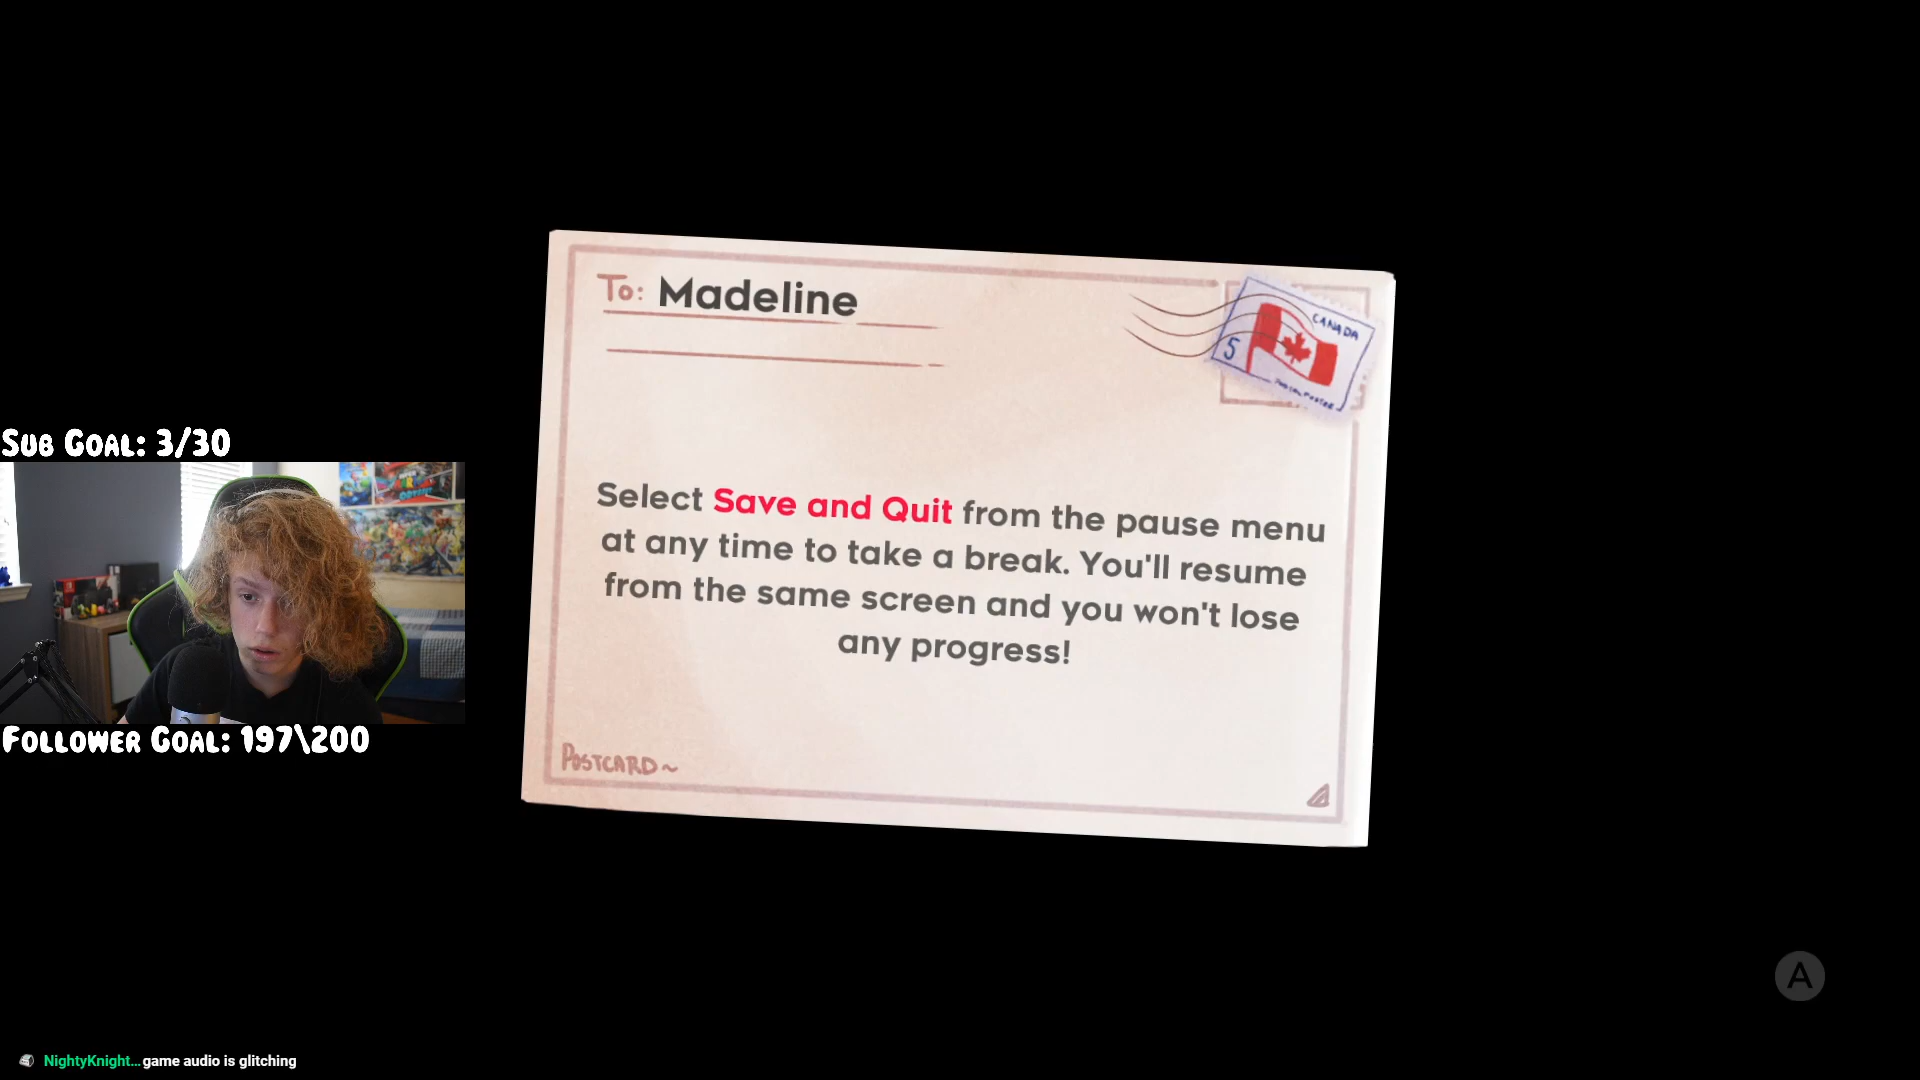 To: Madeline
CANADA
5
Select Save and Quit from the pause menu
at any time to take a break. You'll resume
from the same screen and you won't lose
any progress!
POSTCARD~
SUB GOAL: 3/30
FOLLOWER GOAL: 197\200
A
NightyKnight... game audio is glitching